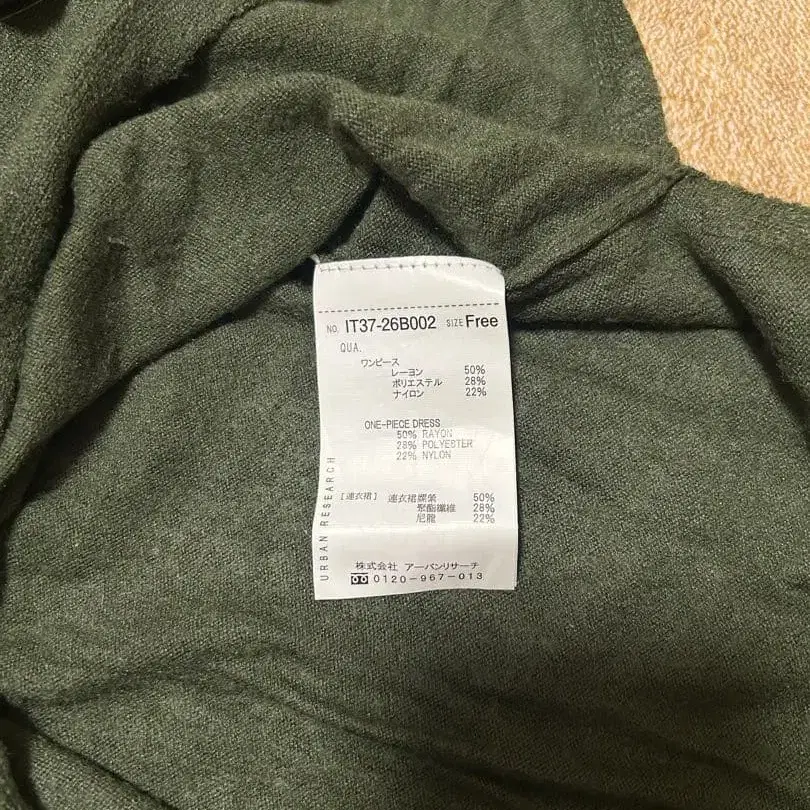 NO. IT37-26B002 SIZE Free
QUA.
ワンピース
レーヨン 50%
ポリエステル 28%
ナイロン 22%
ONE-PIECE DRESS
50% RAYON
28% POLYESTER
22% NYLON
[連衣裙] 連衣裙嫘縈 50%
聚酯纖維 28%
尼龍 22%
URBAN RESEARCH
株式会社 アーバンリサーチ
0120-967-013